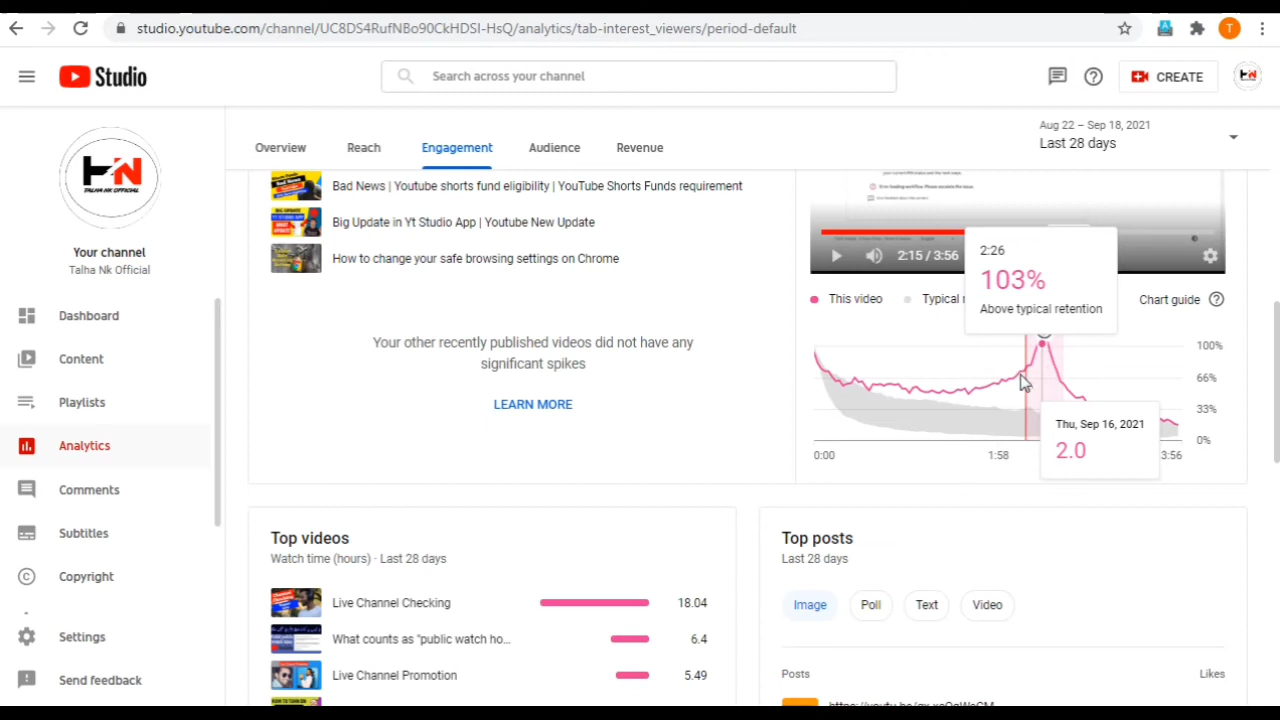 studio.youtube.com/channel/UC8DS4RufNBo90CkHDSI-HsQ/analytics/tab-interest_viewers/period-default
T
Studio
Search across your channel
CREATE
TALHA NK OFFICIAL
Your channel
Talha Nk Official
Dashboard
Content
Playlists
Analytics
Comments
Subtitles
Copyright
Settings
Send feedback
Overview
Reach
Engagement
Audience
Revenue
Aug 22 – Sep 18, 2021
Last 28 days
Bad News | Youtube shorts fund eligibility | YouTube Shorts Funds requirement
Big Update in Yt Studio App | Youtube New Update
How to change your safe browsing settings on Chrome
Your other recently published videos did not have any
significant spikes
LEARN MORE
2:15 / 3:56
2:26
103%
Above typical retention
This video
Typical
Chart guide
100%
66%
33%
0%
0:00
1:58
3:56
Thu, Sep 16, 2021
2.0
Top videos
Watch time (hours) · Last 28 days
Live Channel Checking 18.04
What counts as "public watch ho... 6.4
Live Channel Promotion 5.49
Top posts
Last 28 days
Image
Poll
Text
Video
Posts
Likes